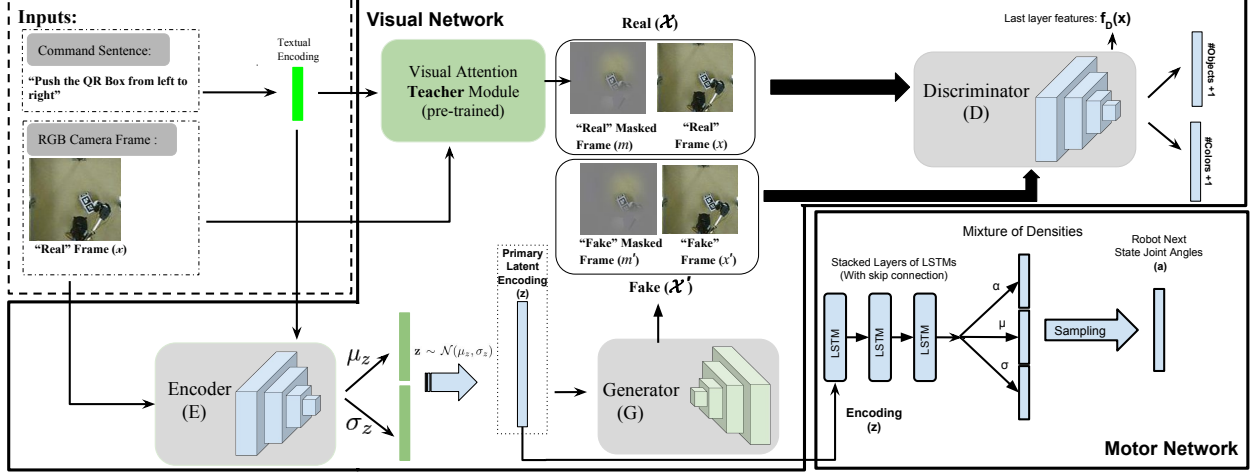 Inputs:
Command Sentence:
“Push the QR Box from left to
right”
RGB Camera Frame :
“Real” Frame (x)
Textual
Encoding
Visual Network
Visual Attention
Teacher Module
(pre-trained)
Real (𝒳)
“Real” Masked
Frame (m)
“Real”
Frame (x)
“Fake” Masked
Frame (m′)
“Fake”
Frame (x′)
Fake (𝒳′)
Last layer features: f_D(x)
Discriminator
(D)
#Objects +1
#Colors +1
Encoder
(E)
μ_z
σ_z
z ∼ 𝒩(μ_z, σ_z)
Primary
Latent
Encoding
(z)
Generator
(G)
Mixture of Densities
Stacked Layers of LSTMs
(With skip connection)
LSTM
LSTM
LSTM
α
μ
σ
Sampling
Robot Next
State Joint Angles
(a)
Encoding
(z)
Motor Network